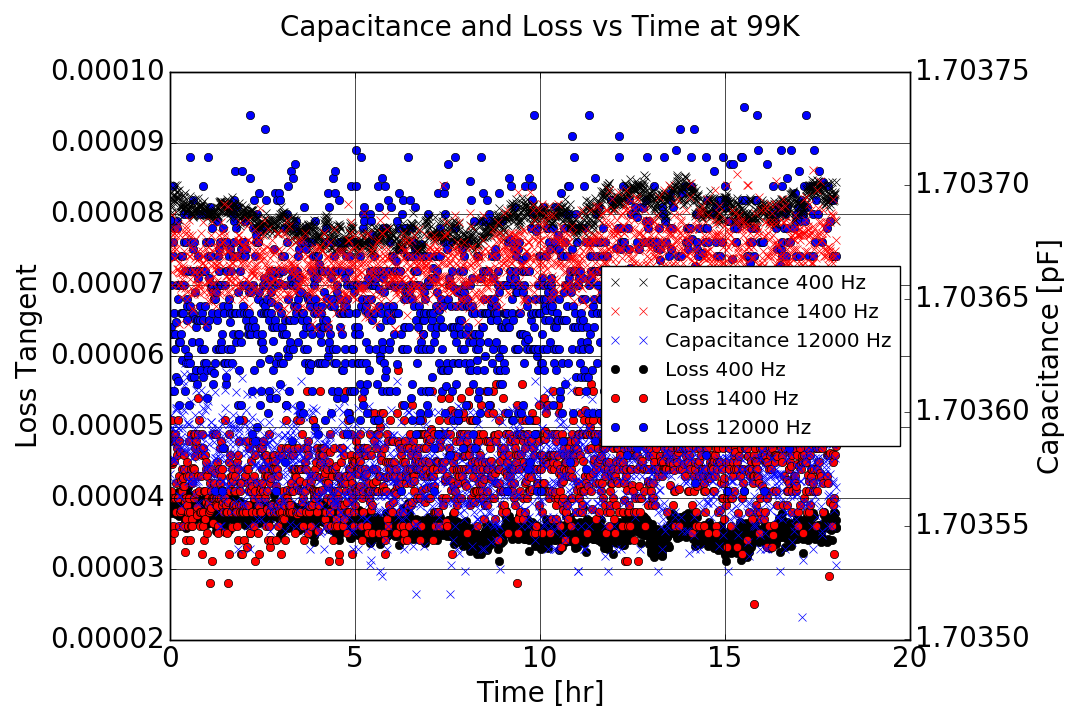 Capacitance and Loss vs Time at 99K
0.00010
0.00009
0.00008
0.00007
0.00006
0.00005
0.00004
0.00003
0.00002
Loss Tangent
1.70375
1.70370
1.70365
1.70360
1.70355
1.70350
Capacitance [pF]
Capacitance 400 Hz
Capacitance 1400 Hz
Capacitance 12000 Hz
Loss 400 Hz
Loss 1400 Hz
Loss 12000 Hz
0 5 10 15 20
Time [hr]